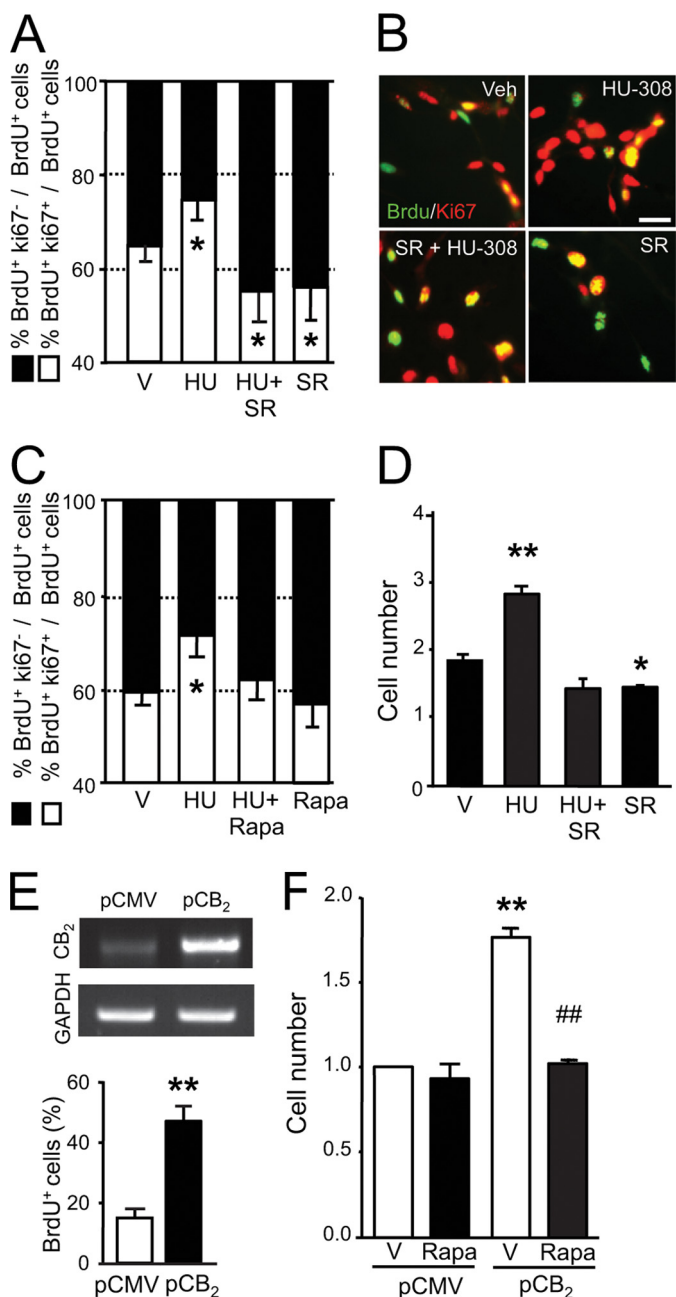 A
% BrdU⁺ ki67⁻ / BrdU⁺ cells
% BrdU⁺ ki67⁺ / BrdU⁺ cells
100
80
60
40
*
*
*
V HU HU+ SR
SR
B
Veh HU-308
Brdu/Ki67
SR + HU-308 SR
C
% BrdU⁺ ki67⁻ / BrdU⁺ cells
% BrdU⁺ ki67⁺ / BrdU⁺ cells
100
80
60
40
*
V HU HU+ Rapa
Rapa
D
Cell number
4
3
2
1
0
**
*
V HU HU+ SR
SR
E
pCMV pCB₂
CB₂
GAPDH
BrdU⁺ cells (%)
60
40
20
0
**
pCMV pCB₂
F
Cell number
2.0
1.5
1.0
0.5
0.0
**
##
V Rapa V Rapa
pCMV pCB₂